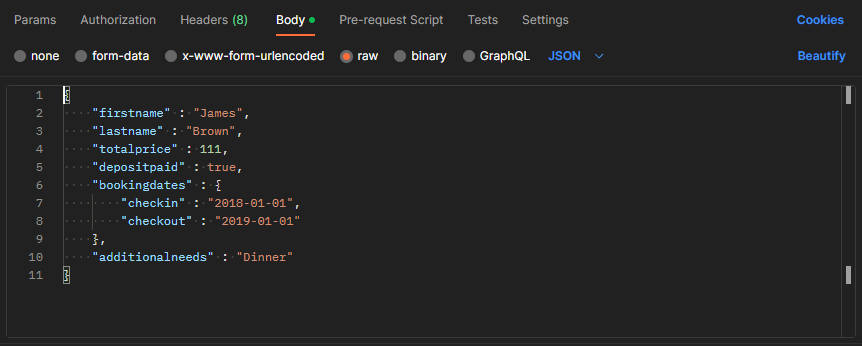 Params Authorization Headers (8) Body Pre-request Script Tests Settings Cookies
none form-data x-www-form-urlencoded raw binary GraphQL JSON Beautify
1 {
2 "firstname" : "James",
3 "lastname" : "Brown",
4 "totalprice" : 111,
5 "depositpaid" : true,
6 "bookingdates" : {
7 "checkin" : "2018-01-01",
8 "checkout" : "2019-01-01"
9 },
10 "additionalneeds" : "Dinner"
11 }